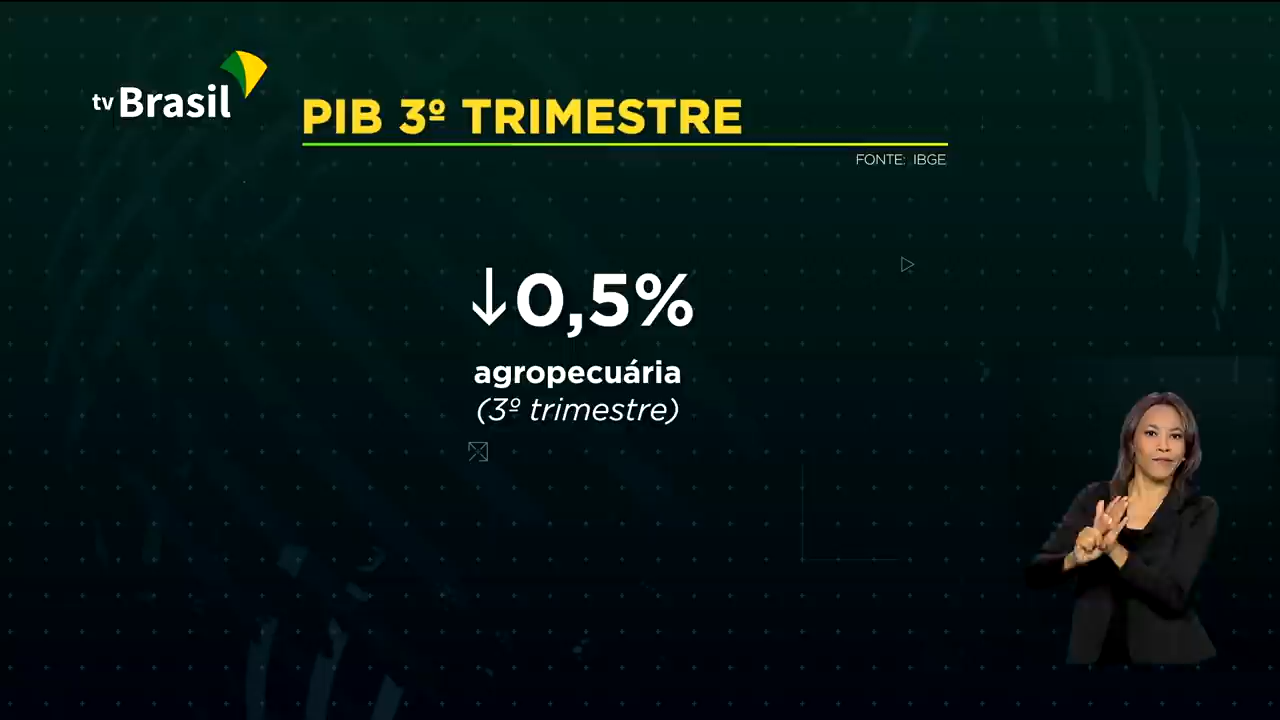 tv Brasil
PIB 3º TRIMESTRE
FONTE: IBGE
↓0,5%
agropecuária
(3º trimestre)